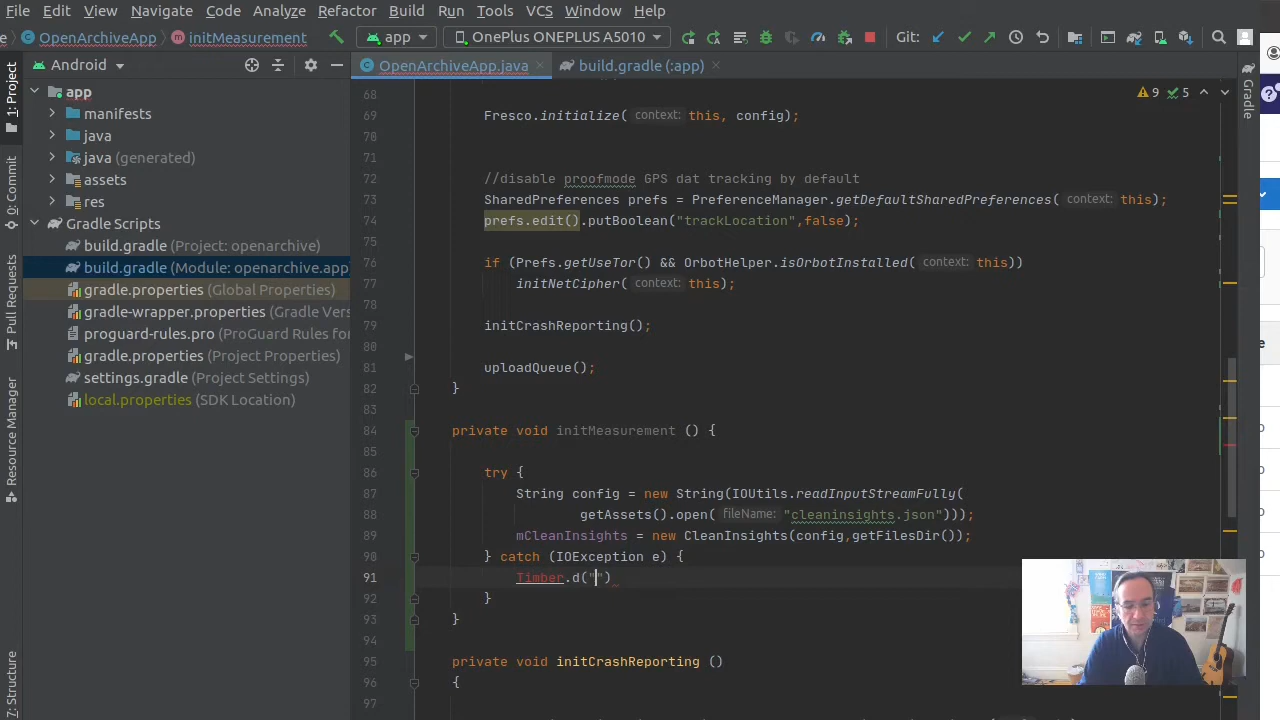 File Edit View Navigate Code Analyze Refactor Build Run Tools VCS Window Help
OpenArchiveApp initMeasurement app OnePlus ONEPLUS A5010 Git:
Android
OpenArchiveApp.java build.gradle (:app)
1: Project
0: Commit
Pull Requests
Resource Manager
7: Structure
Gradle
app
manifests
java
java (generated)
assets
res
Gradle Scripts
build.gradle (Project: openarchive)
build.gradle (Module: openarchive.app
gradle.properties (Global Properties)
gradle-wrapper.properties (Gradle Vers
proguard-rules.pro (ProGuard Rules for
gradle.properties (Project Properties)
settings.gradle (Project Settings)
local.properties (SDK Location)
9 5
68
69 Fresco.initialize( context: this, config);
70
71
72 //disable proofmode GPS dat tracking by default
73 SharedPreferences prefs = PreferenceManager.getDefaultSharedPreferences( context: this);
74 prefs.edit().putBoolean("trackLocation",false);
75
76 if (Prefs.getUseTor() && OrbotHelper.isOrbotInstalled( context: this))
77 initNetCipher( context: this);
78
79 initCrashReporting();
80
81 uploadQueue();
82 }
83
84 private void initMeasurement () {
85
86 try {
87 String config = new String(IOUtils.readInputStreamFully(
88 getAssets().open( fileName: "cleaninsights.json")));
89 mCleanInsights = new CleanInsights(config,getFilesDir());
90 } catch (IOException e) {
91 Timber.d("")
92 }
93 }
94
95 private void initCrashReporting ()
96 {
97